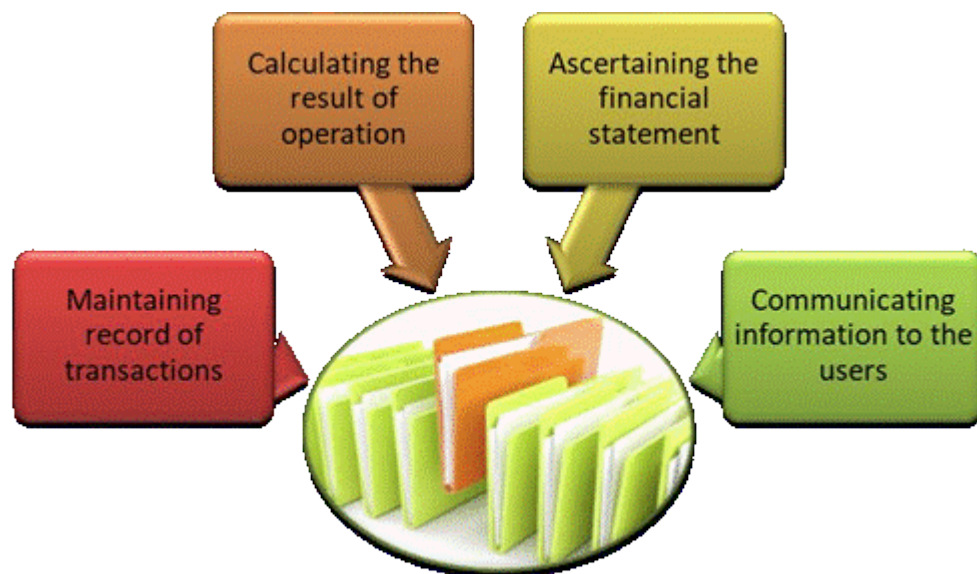 Calculating the
result of
operation
Ascertaining the
financial
statement
Maintaining
record of
transactions
Communicating
information to the
users